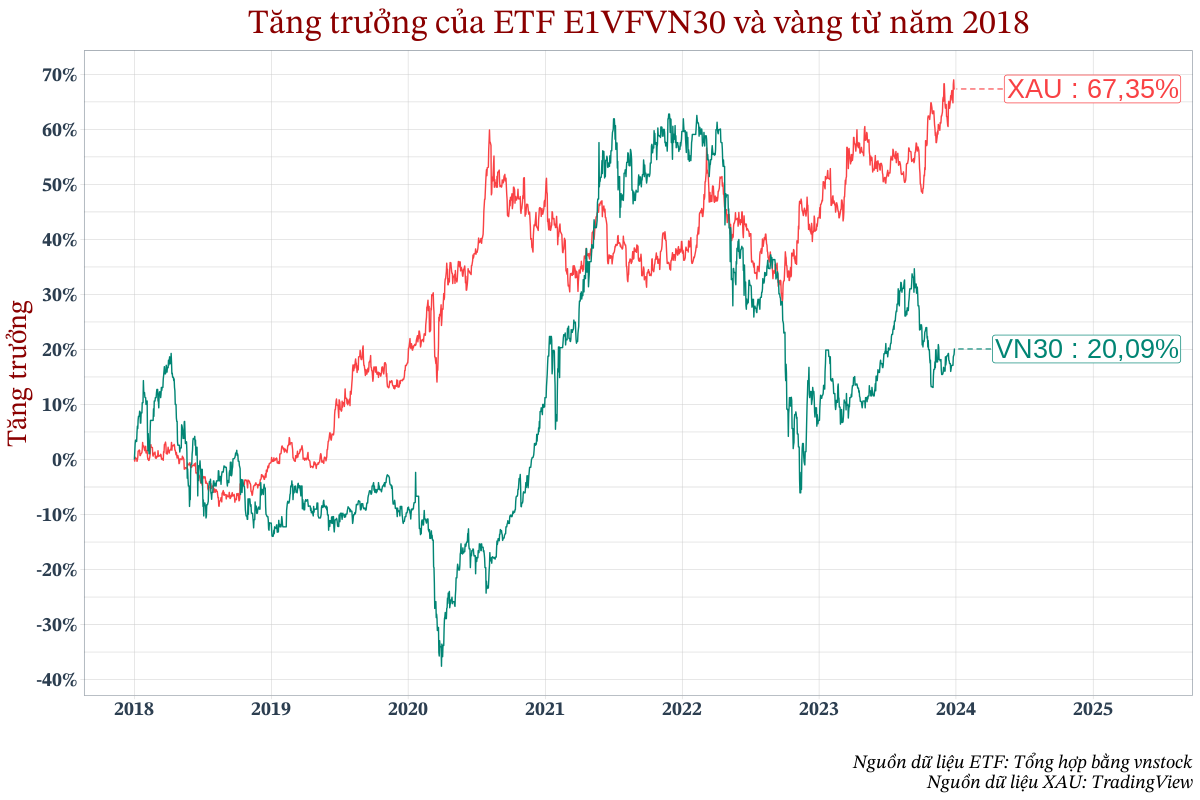 Tăng trưởng của ETF E1VFVN30 và vàng từ năm 2018
Tăng trưởng
70%
60%
50%
40%
30%
20%
10%
0%
-10%
-20%
-30%
-40%
XAU : 67,35%
VN30 : 20,09%
2018 2019 2020 2021 2022 2023 2024 2025
Nguồn dữ liệu ETF: Tổng hợp bằng vnstock
Nguồn dữ liệu XAU: TradingView